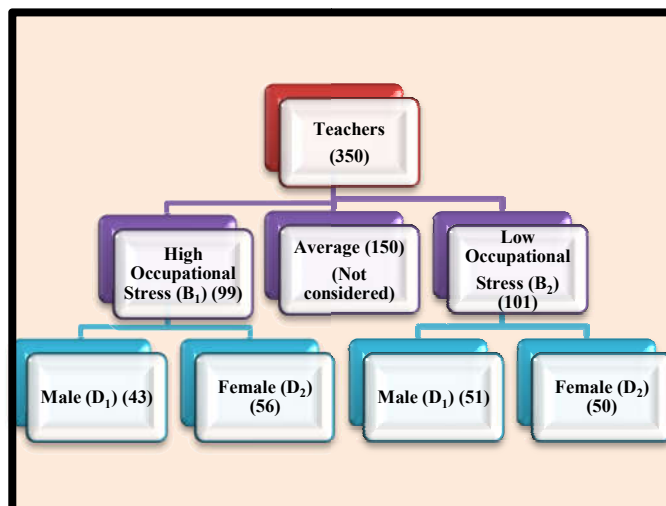 Teachers
(350)
High
Occupational
Stress (B₁) (99)
Average (150)
(Not
considered)
Low
Occupational
Stress (B₂)
(101)
Male (D₁) (43)
Female (D₂)
(56)
Male (D₁) (51)
Female (D₂)
(50)